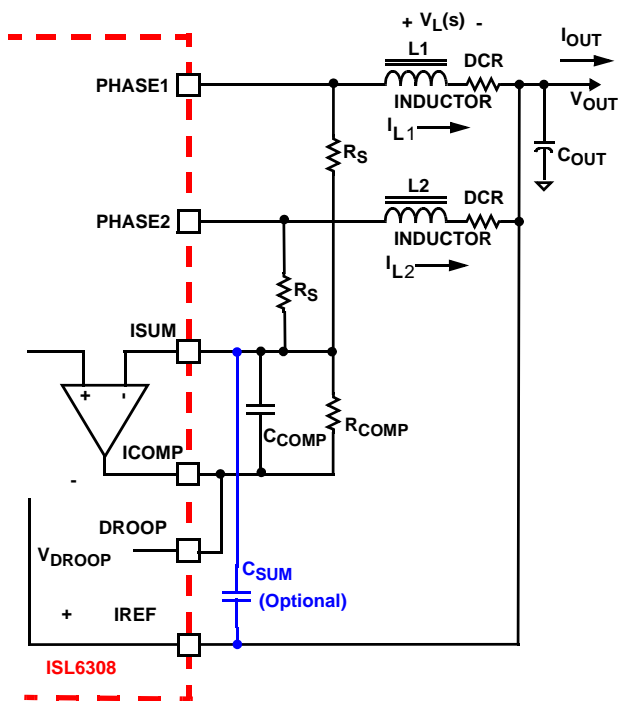 + VL(s) -
L1
DCR
IOUT
PHASE1
INDUCTOR
VOUT
IL1
RS
COUT
L2
DCR
PHASE2
INDUCTOR
IL2
RS
ISUM
+ -
CCOMP
RCOMP
ICOMP
-
DROOP
VDROOP
CSUM
(Optional)
+ IREF
ISL6308